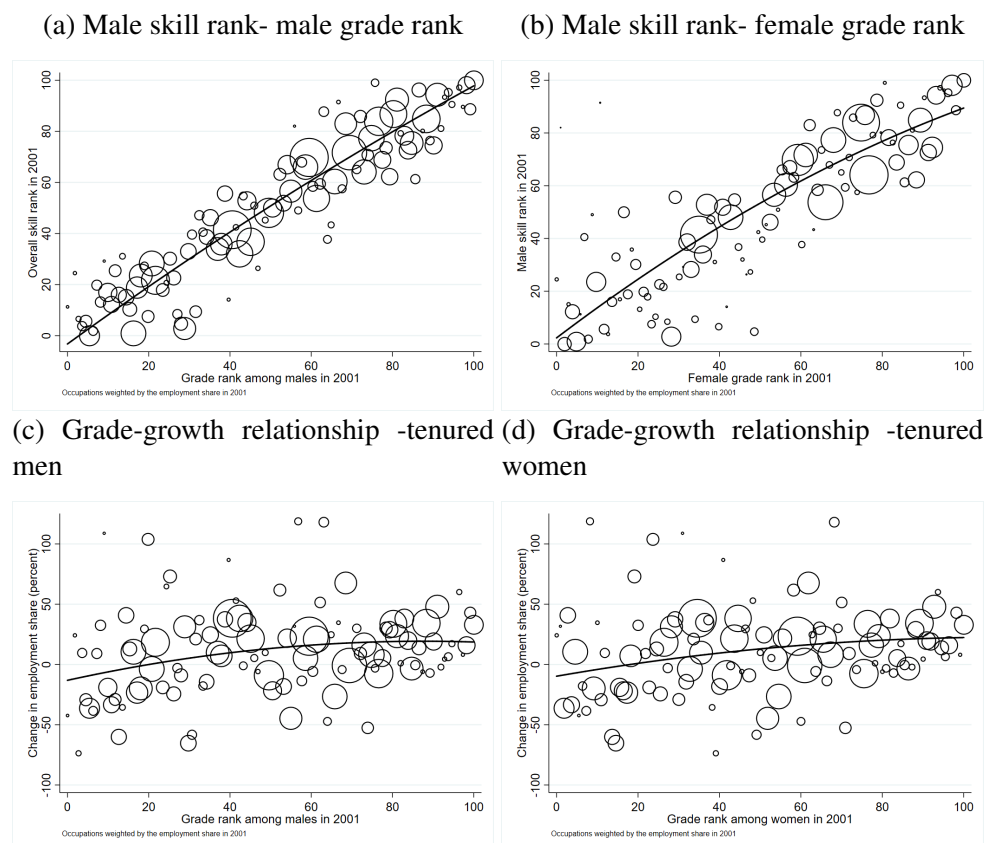 (a) Male skill rank- male grade rank
Overall skill rank in 2001
100
80
60
40
20
0
0 20 40 60 80 100
Grade rank among males in 2001
Occupations weighted by the employment share in 2001
(b) Male skill rank- female grade rank
Male skill rank in 2001
100
80
60
40
20
0
0 20 40 60 80 100
Female grade rank in 2001
Occupations weighted by the employment share in 2001
(c) Grade-growth relationship -tenured
men
Change in employment share (percent)
100
50
0
-50
-100
0 20 40 60 80 100
Grade rank among males in 2001
Occupations weighted by the employment share in 2001
(d) Grade-growth relationship -tenured
women
Change in employment share (percent)
100
50
0
-50
-100
0 20 40 60 80 100
Grade rank among women in 2001
Occupations weighted by the employment share in 2001